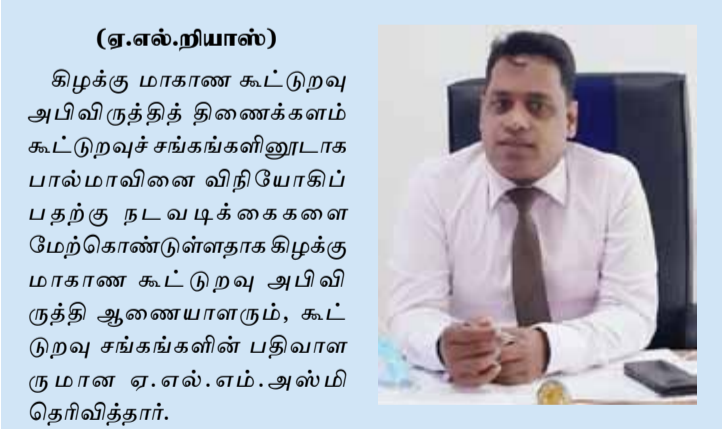 (ஏ.எல்.றியாஸ்)
கிழக்கு மாகாண கூட்டுறவு
அபிவிருத்தித் திணைக்களம்
கூட்டுறவுச் சங்கங்களினூடாக
பால்மாவினை விநியோகிப்
பதற்கு நடவடிக்கைகளை
மேற்கொண்டுள்ளதாக கிழக்கு
மாகாண கூட்டுறவு அபிவி
ருத்தி ஆணையாளரும், கூட்
டுறவு சங்கங்களின் பதிவாள
ருமான ஏ.எல்.எம்.அஸ்மி
தெரிவித்தார்.